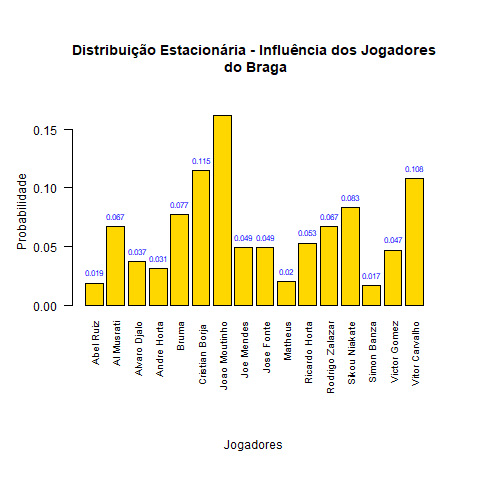 Distribuição Estacionária - Influência dos Jogadores
do Braga
Probabilidade
0.15
0.10
0.05
0.00
0.019
0.067
0.037
0.031
0.077
0.115
0.049
0.049
0.02
0.053
0.067
0.083
0.017
0.047
0.108
Abel Ruiz
Al Musrati
Alvaro Djalo
Andre Horta
Bruma
Cristian Borja
Joao Moutinho
Joe Mendes
Jose Fonte
Matheus
Ricardo Horta
Rodrigo Zalazar
Sikou Niakate
Simon Banza
Victor Gomez
Vitor Carvalho
Jogadores